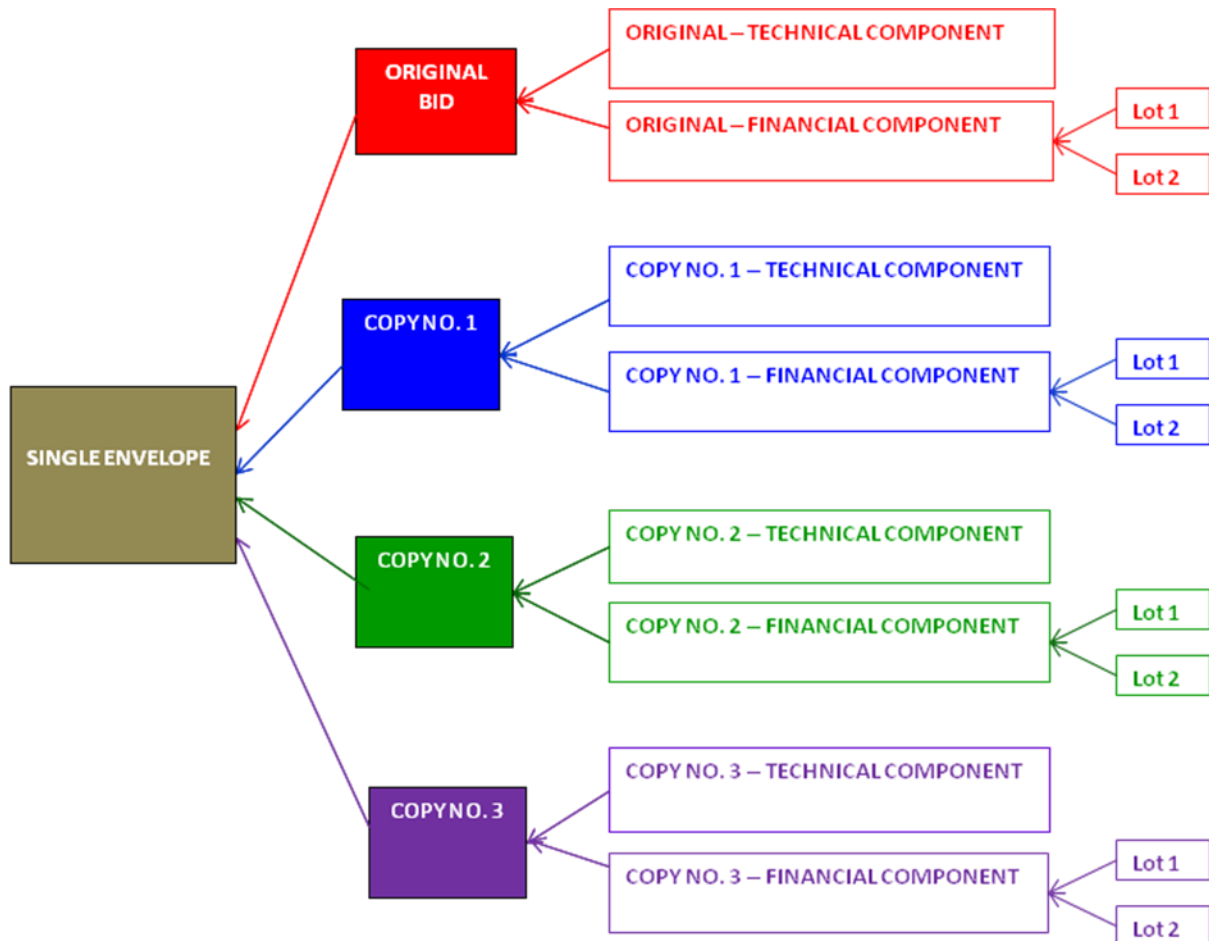 ORIGINAL – TECHNICAL COMPONENT
ORIGINAL
BID
ORIGINAL – FINANCIAL COMPONENT
Lot 1
Lot 2
COPY NO. 1 – TECHNICAL COMPONENT
COPY NO. 1
COPY NO. 1 – FINANCIAL COMPONENT
Lot 1
Lot 2
SINGLE ENVELOPE
COPY NO. 2 – TECHNICAL COMPONENT
COPY NO. 2
COPY NO. 2 – FINANCIAL COMPONENT
Lot 1
Lot 2
COPY NO. 3 – TECHNICAL COMPONENT
COPY NO. 3
COPY NO. 3 – FINANCIAL COMPONENT
Lot 1
Lot 2